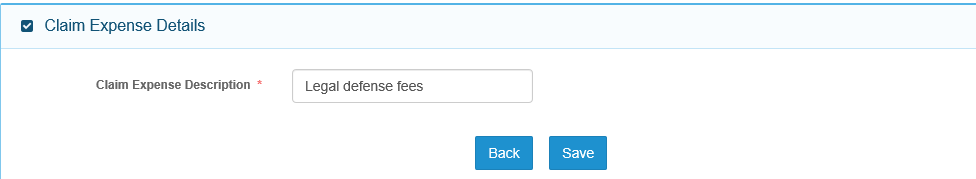 Claim Expense Details
Claim Expense Description *
Legal defense fees
Back Save